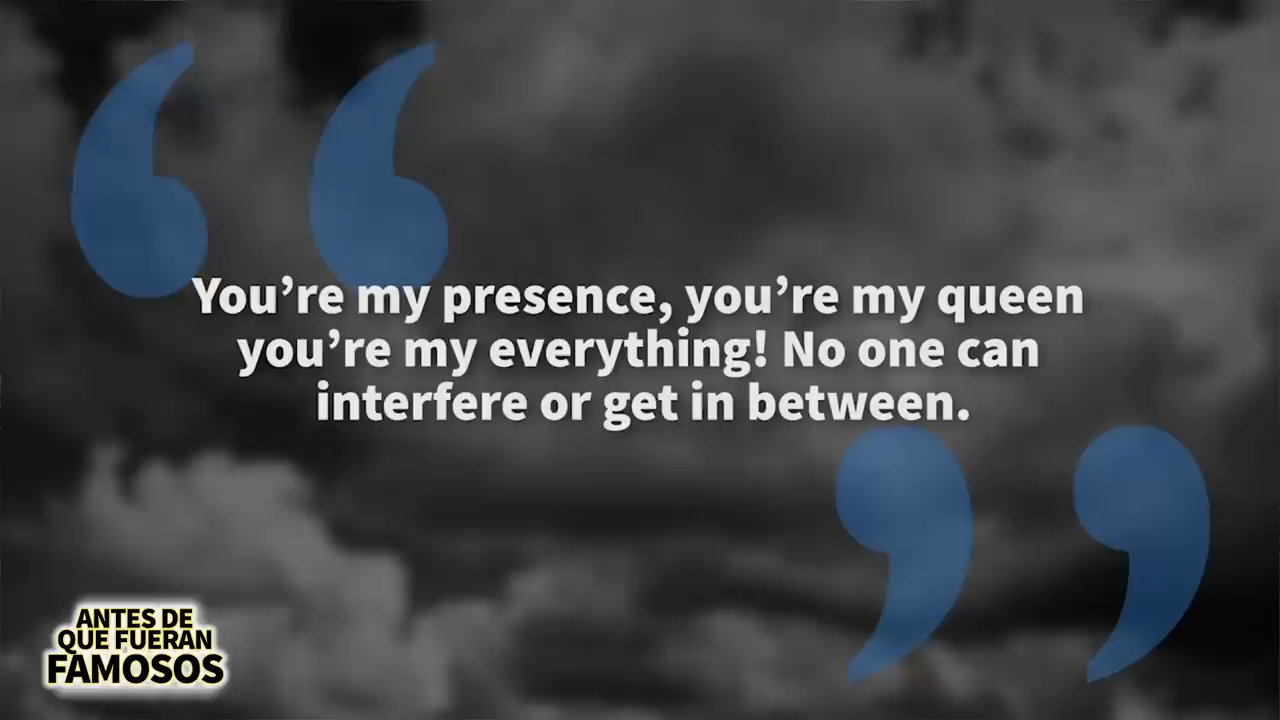 You’re my presence, you’re my queen
you’re my everything! No one can
interfere or get in between.
ANTES DE
QUE FUERAN
FAMOSOS